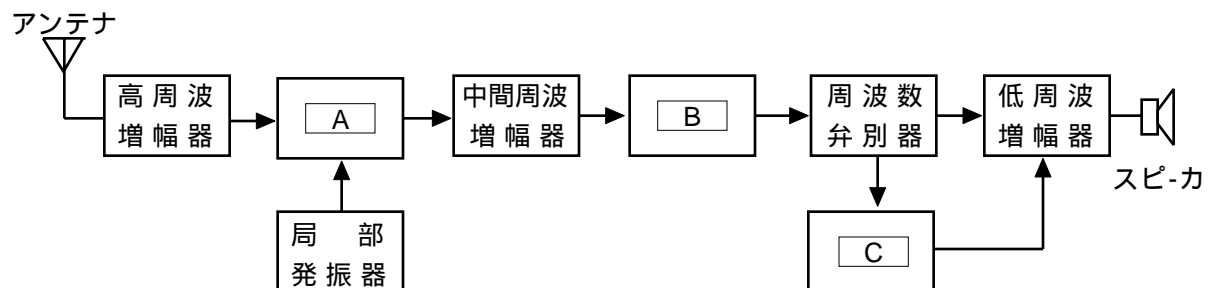 アンテナ
高周波
増幅器
A
中間周波
増幅器
B
周波数
弁別器
低周波
増幅器
スピ-カ
局部
発振器
C